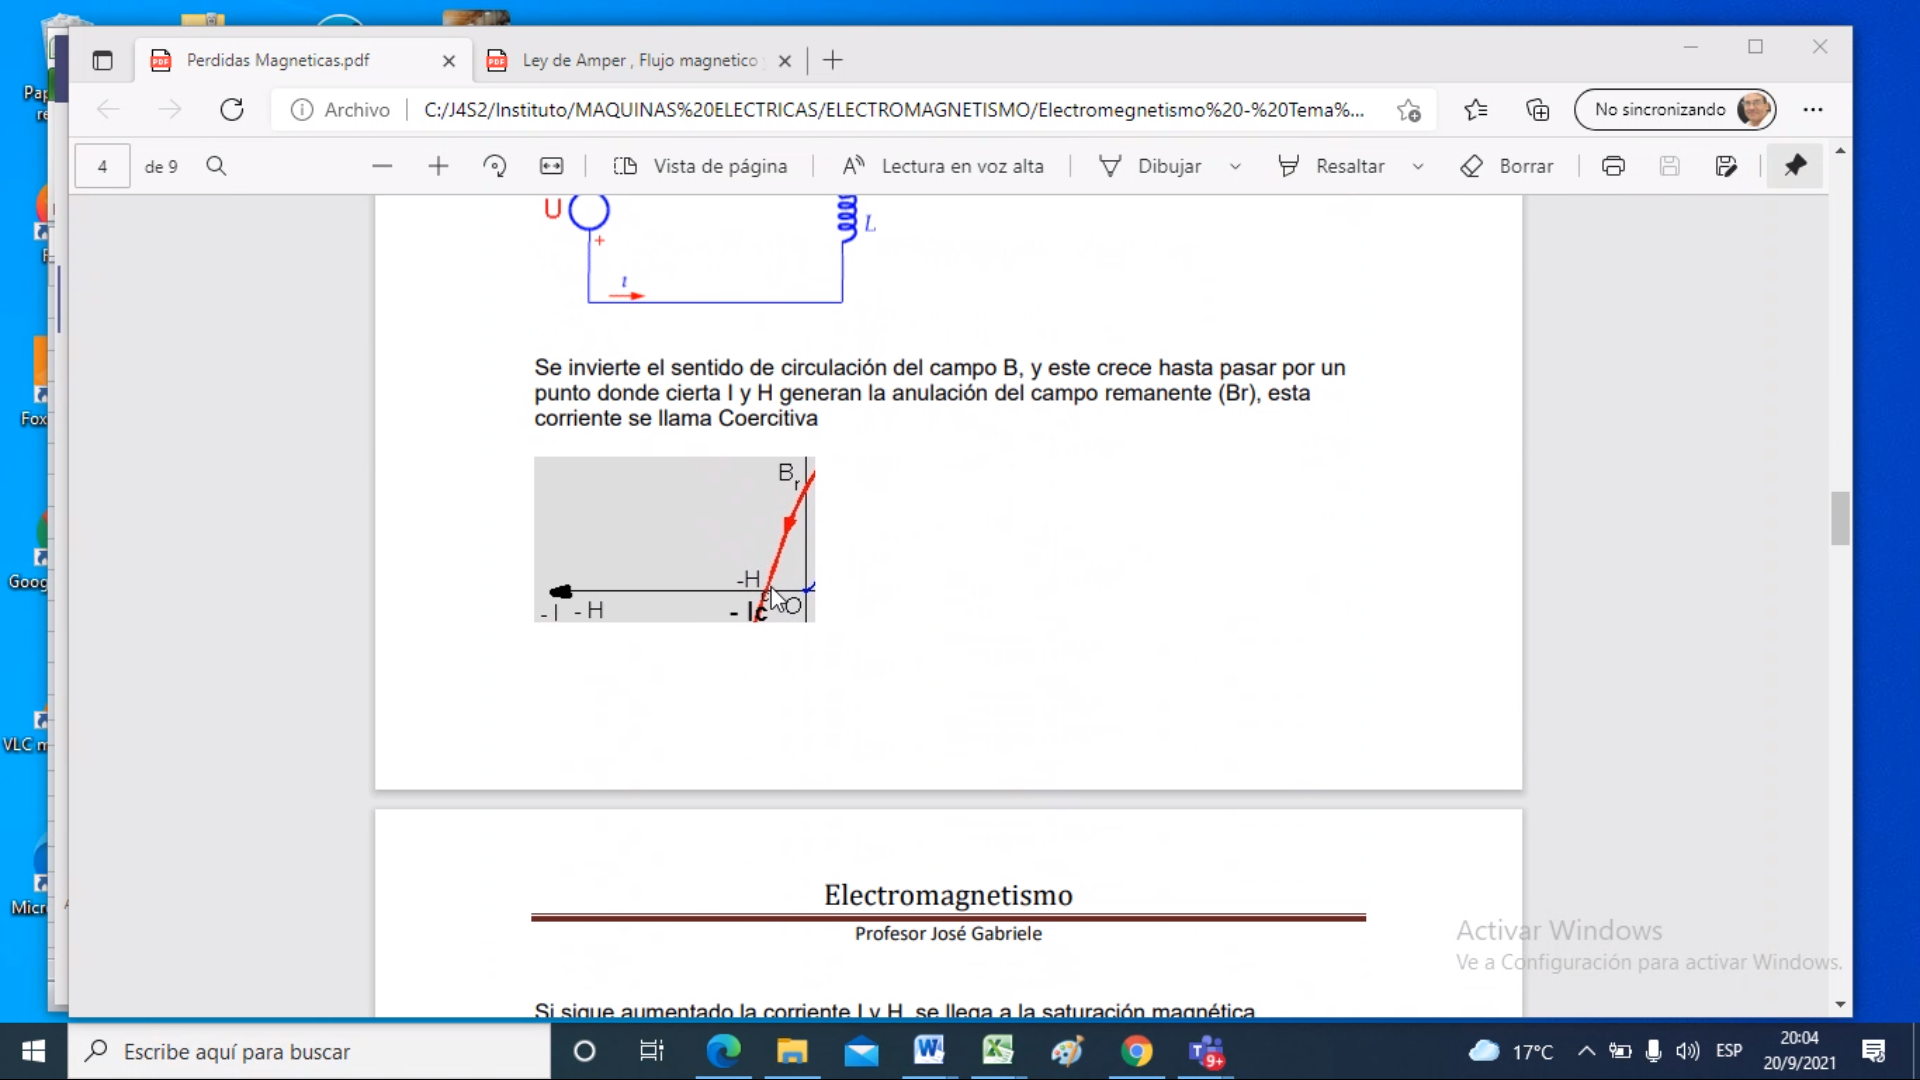 Perdidas Magneticas.pdf
Ley de Amper , Flujo magnetico
Archivo
C:/J4S2/Instituto/MAQUINAS%20ELECTRICAS/ELECTROMAGNETISMO/Electromegnetismo%20-%20Tema%...
No sincronizando
4 de 9
Vista de página
Lectura en voz alta
Dibujar
Resaltar
Borrar
U
+
L
I
Se invierte el sentido de circulación del campo B, y este crece hasta pasar por un
punto donde cierta I y H generan la anulación del campo remanente (Br), esta
corriente se llama Coercitiva
Br
-H
O
- I - H
- Ic
Electromagnetismo
Profesor José Gabriele
Si sigue aumentado la corriente I y H, se llega a la saturación magnética
Activar Windows
Ve a Configuración para activar Windows.
Fox
VLC m
Goog
Micr
Escribe aquí para buscar
9+
17°C
ESP
20:04
20/9/2021